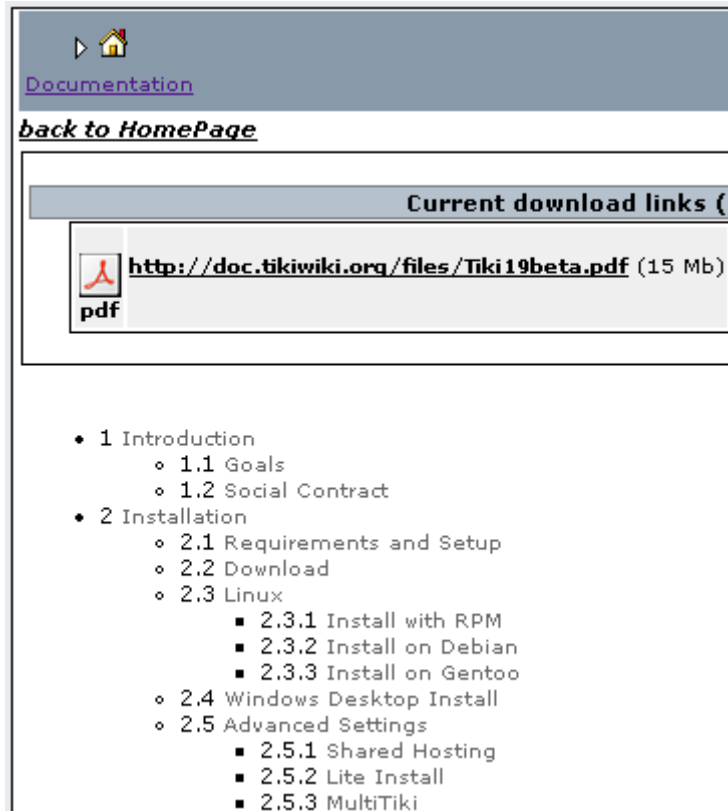 Documentation
back to HomePage
Current download links (
http://doc.tikiwiki.org/files/Tiki19beta.pdf (15 Mb)
pdf
1 Introduction
1.1 Goals
1.2 Social Contract
2 Installation
2.1 Requirements and Setup
2.2 Download
2.3 Linux
2.3.1 Install with RPM
2.3.2 Install on Debian
2.3.3 Install on Gentoo
2.4 Windows Desktop Install
2.5 Advanced Settings
2.5.1 Shared Hosting
2.5.2 Lite Install
2.5.3 MultiTiki